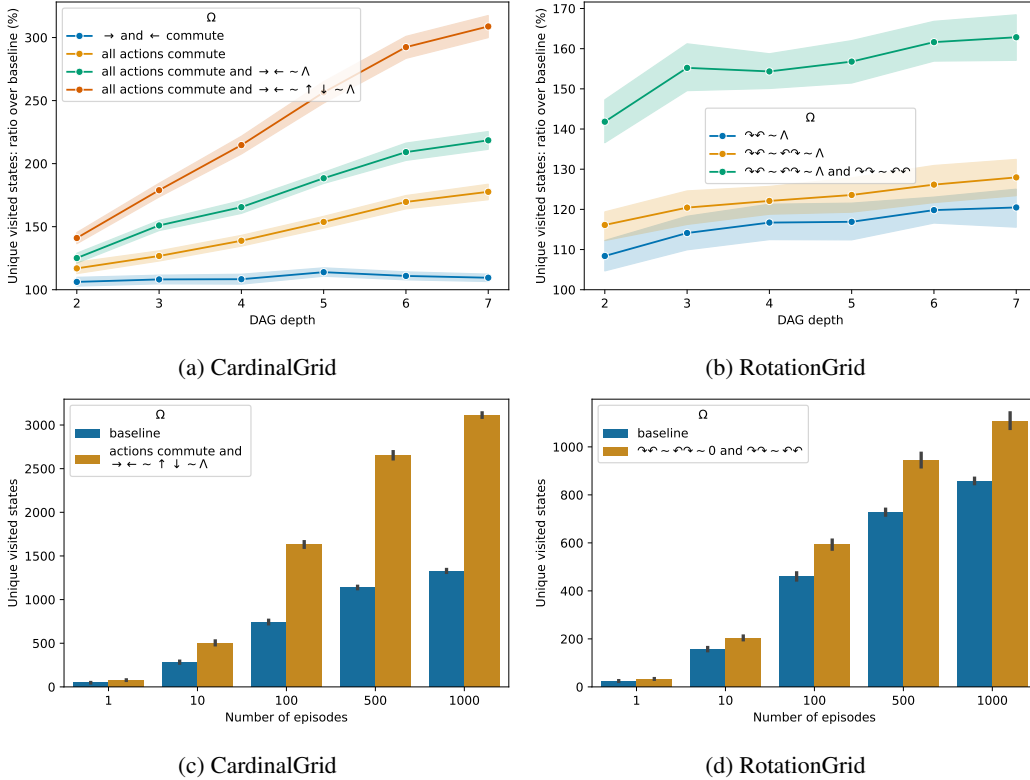 Unique visited states: ratio over baseline (%)
300
250
200
150
100
Ω
→ and ← commute
all actions commute
all actions commute and → ← ∼ Λ
all actions commute and → ← ∼ ↑ ↓ ∼ Λ
2 3 4 5 6 7
DAG depth
(a) CardinalGrid
Unique visited states: ratio over baseline (%)
170
160
150
140
130
120
110
100
Ω
↷↶ ∼ Λ
↷↶ ∼ ↶↷ ∼ Λ
↷↶ ∼ ↶↷ ∼ Λ and ↷↷ ∼ ↶↶
2 3 4 5 6 7
DAG depth
(b) RotationGrid
Unique visited states
3000
2500
2000
1500
1000
500
0
Ω
baseline
actions commute and
→ ← ∼ ↑ ↓ ∼ Λ
1 10 100 500 1000
Number of episodes
(c) CardinalGrid
Unique visited states
1000
800
600
400
200
0
Ω
baseline
↷↶ ∼ ↶↷ ∼ 0 and ↷↷ ∼ ↶↶
1 10 100 500 1000
Number of episodes
(d) RotationGrid